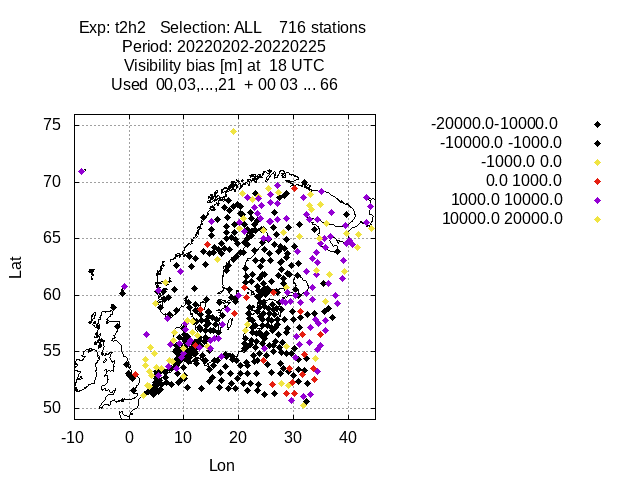 Exp: t2h2 Selection: ALL 716 stations
Period: 20220202-20220225
Visibility bias [m] at 18 UTC
Used 00,03,...,21 + 00 03 ... 66
-20000.0-10000.0
-10000.0 -1000.0
-1000.0 0.0
0.0 1000.0
1000.0 10000.0
10000.0 20000.0
75
70
65
60
55
50
Lat
-10 0 10 20 30 40
Lon